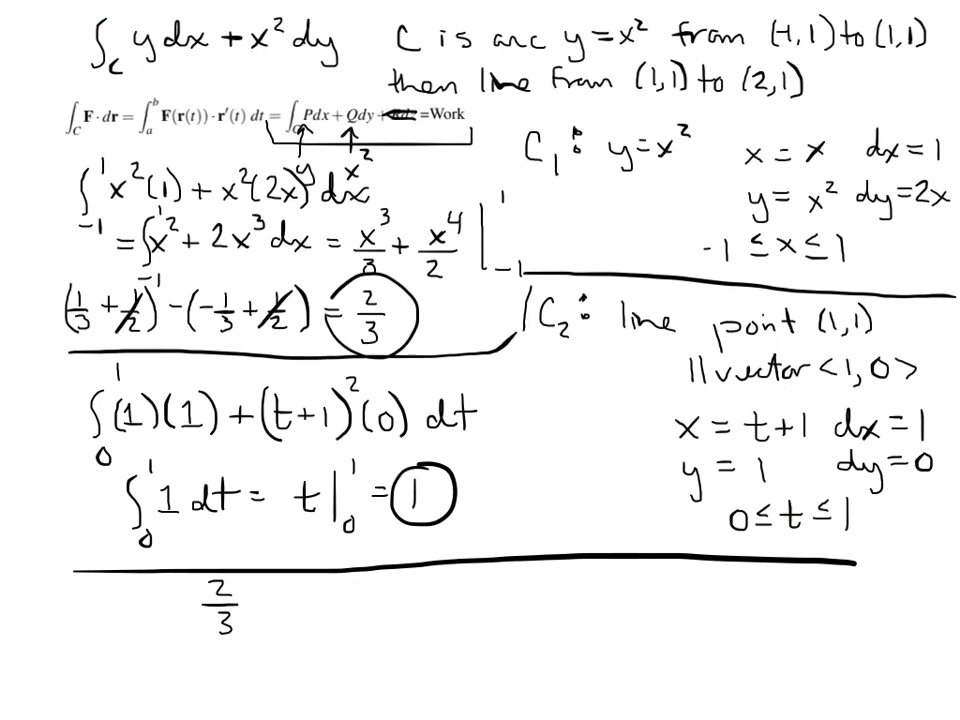 ∫_C y dx + x² dy   C is arc y = x² from (-1,1) to (1,1)
then line from (1,1) to (2,1)
∫_C F · dr = ∫_a^b F(r(t)) · r′(t) dt = ∫_C Pdx + Qdy + Rdz = Work
y   x²
C₁: y = x²   x = x   dx = 1
y = x²   dy = 2x
-1 ≤ x ≤ 1
∫_{-1}^{1} x²(1) + x²(2x) dx
= ∫_{-1}^{1} x² + 2x³ dx = x³/3 + x⁴/2 |_{-1}^{1}
(1/3 + 1/2) - (-1/3 + 1/2) = 2/3
C₂: line point (1,1)
|| vector <1, 0>
x = t+1   dx = 1
y = 1   dy = 0
0 ≤ t ≤ 1
∫_0^1 (1)(1) + (t+1)²(0) dt
∫_0^1 1 dt = t |_0^1 = 1
2/3